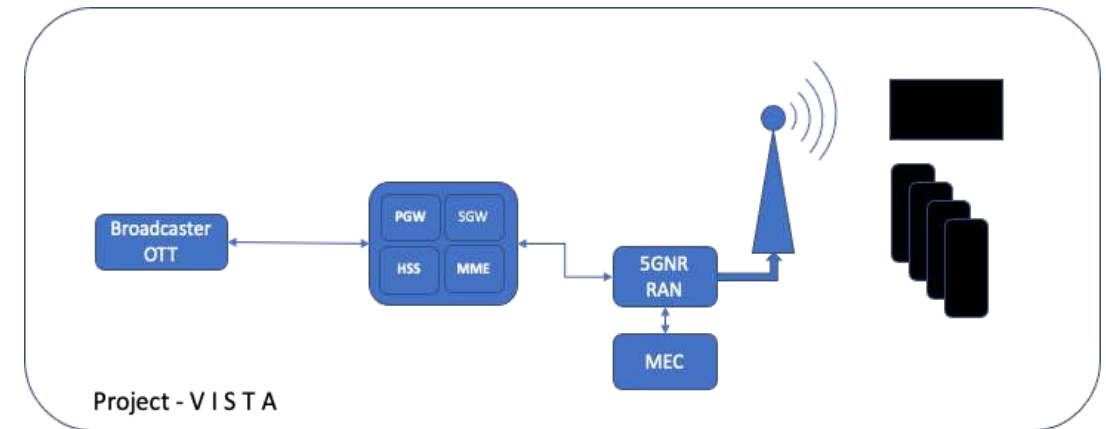 Broadcaster
OTT
PGW
SGW
HSS
MME
5GNR
RAN
MEC
Project - V I S T A